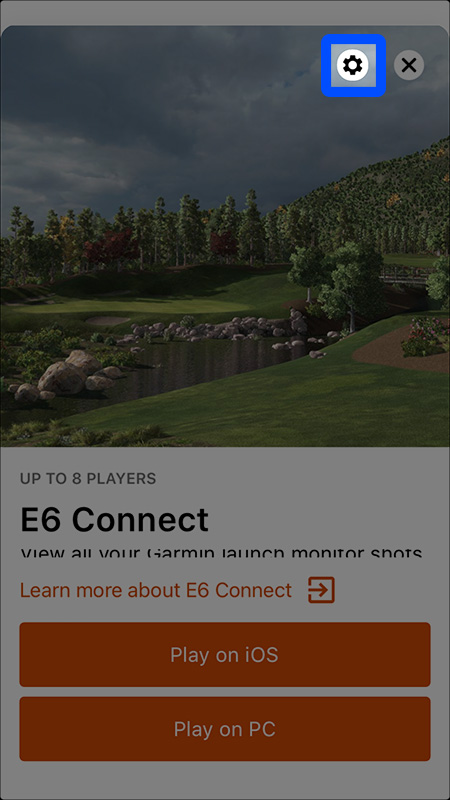 UP TO 8 PLAYERS
E6 Connect
View all your Garmin launch monitor shots
Learn more about E6 Connect
Play on iOS
Play on PC